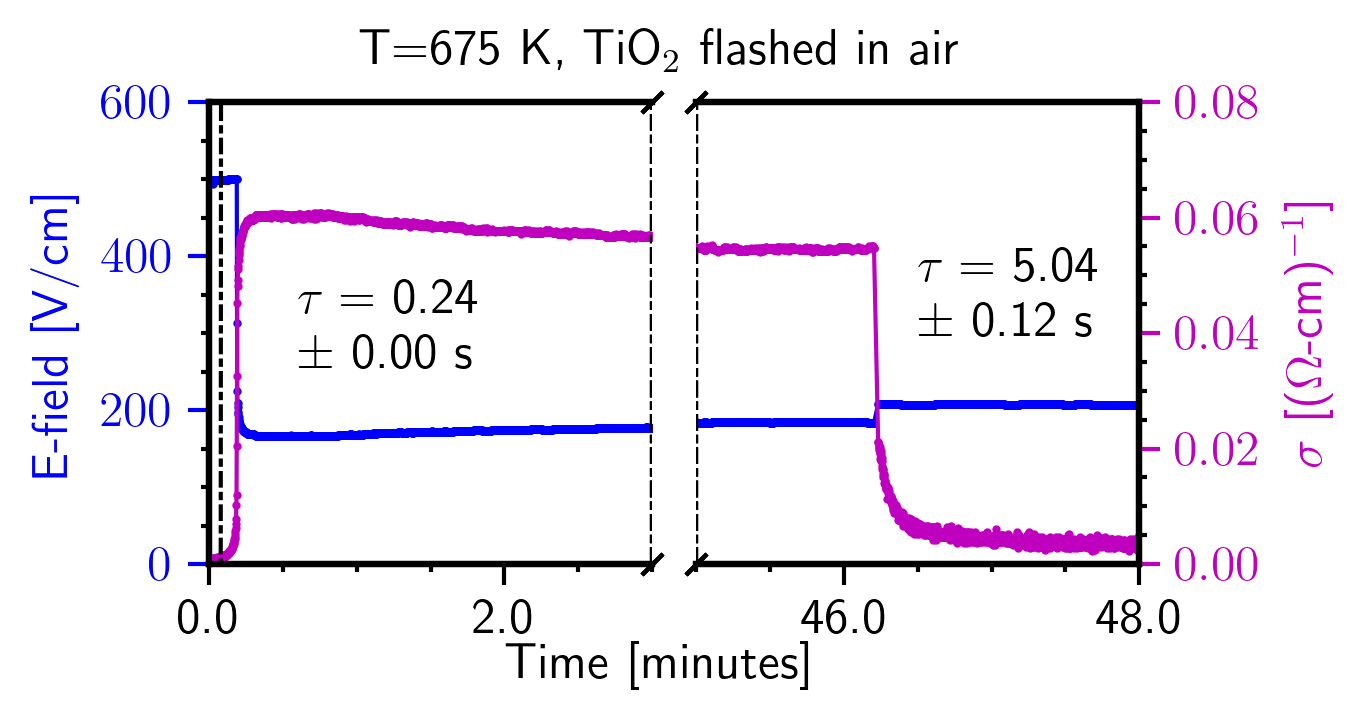 T=675 K, TiO₂ flashed in air
600
400
200
0
E-field [V/cm]
τ = 0.24
± 0.00 s
τ = 5.04
± 0.12 s
0.08
0.06
0.04
0.02
0.00
σ [(Ω-cm)⁻¹]
0.0
2.0
46.0
48.0
Time [minutes]